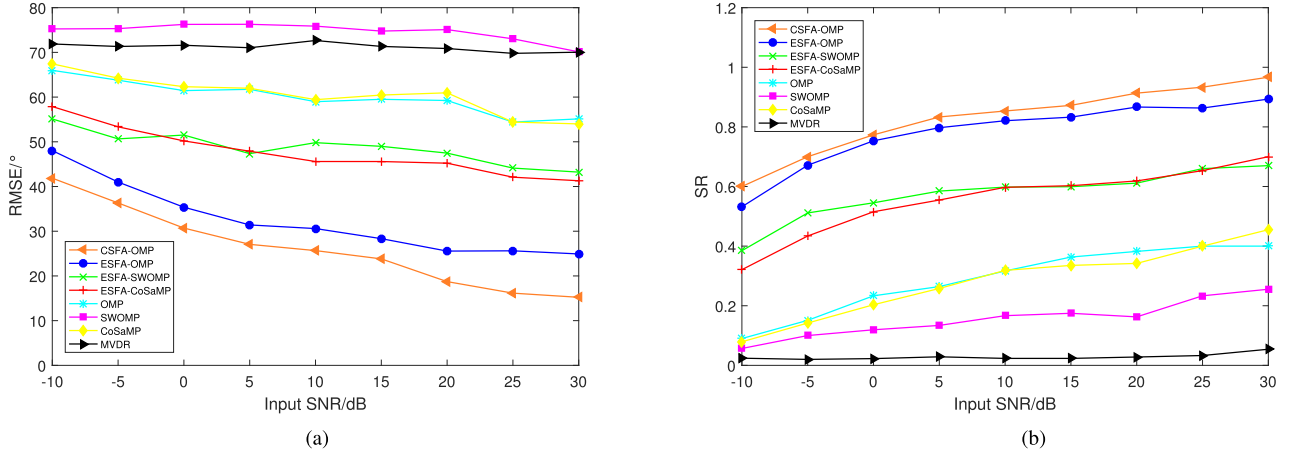 90
80
70
60
50
40
30
20
10
0
RMSE/°
CSFA-OMP
ESFA-OMP
ESFA-SWOMP
ESFA-CoSaMP
OMP
SWOMP
CoSaMP
MVDR
-10 -5 0 5 10 15 20 25 30
Input SNR/dB
(a)
1.2
1
0.8
0.6
0.4
0.2
0
SR
CSFA-OMP
ESFA-OMP
ESFA-SWOMP
ESFA-CoSaMP
OMP
SWOMP
CoSaMP
MVDR
-10 -5 0 5 10 15 20 25 30
Input SNR/dB
(b)